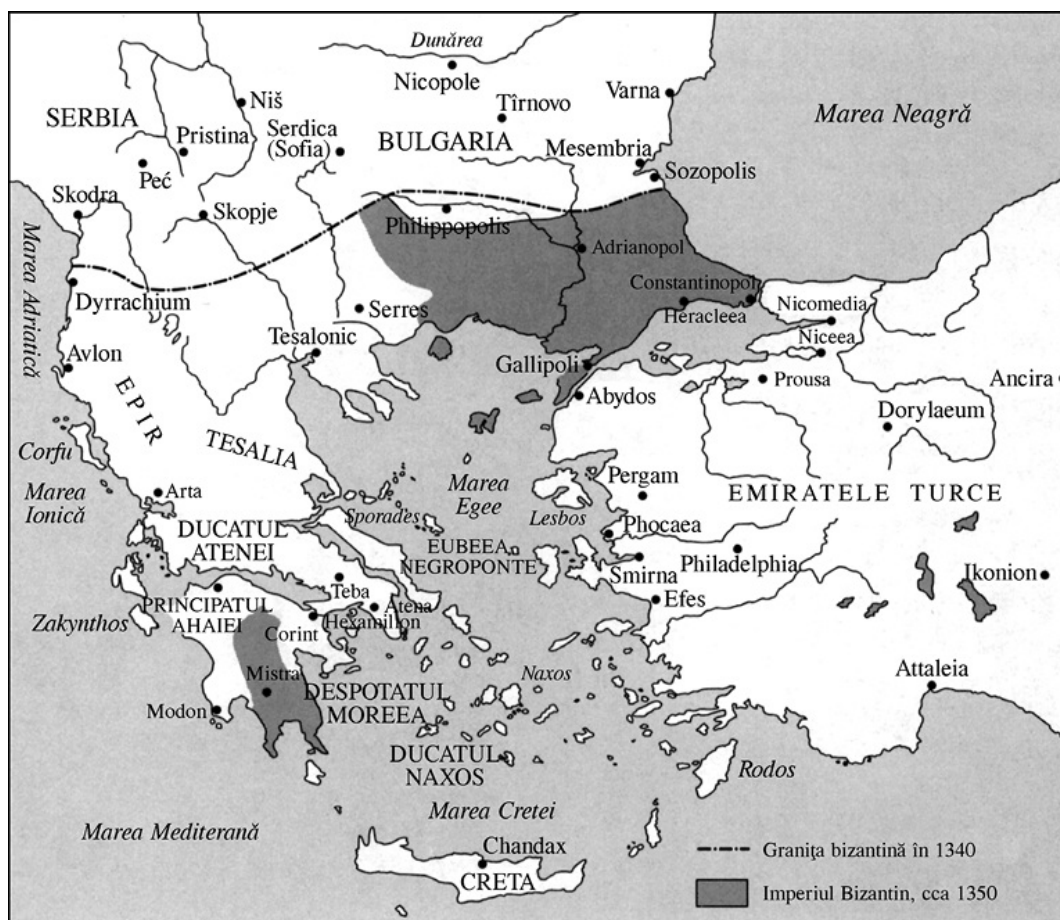 Dunărea
Nicopole
Varna
Niš
Tîrnovo
Marea Neagră
SERBIA
Pristina
Serdica
(Sofia)
BULGARIA
Mesembria
Peć
Sozopolis
Skodra
Skopje
Philippopolis
Adrianopol
Marea Adriatică
Constantinopol
Dyrrachium
Heracleea
Nicomedia
Serres
Tesalonic
Niceea
Avlon
Gallipoli
Prousa
Ancira
Abydos
EPIR
Dorylaeum
TESALIA
Corfu
Marea
Ionică
Marea
Egee
Pergam
EMIRATELE TURCE
Arta
Sporades
Lesbos
DUCATUL
ATENEI
Phocaea
EUBEEA
NEGROPONTE
Philadelphia
Smirna
Ikonion
Teba
PRINCIPATUL
AHAIEI
Atena
Efes
Zakynthos
Hexamilion
Corint
Mistra
Naxos
Attaleia
DESPOTATUL
MOREEA
Modon
DUCATUL
NAXOS
Rodos
Marea Mediterană
Marea Cretei
Chandax
CRETA
Graniţa bizantină în 1340
Imperiul Bizantin, cca 1350